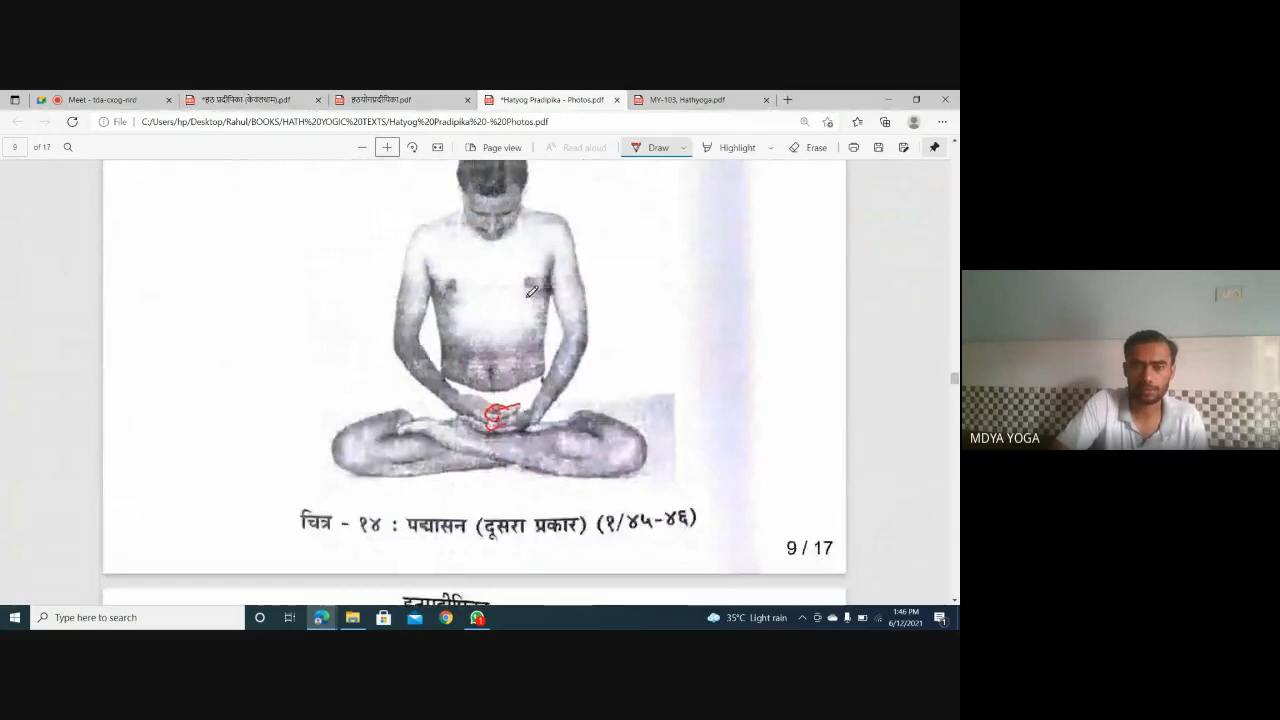 Meet - tda-cxog-nrd
*हठ प्रदीपिका (केवलधाम).pdf
हठयोगप्रदीपिका.pdf
*Hatyog Pradipika - Photos.pdf
MY-103, Hathyoga.pdf
File
C:/Users/hp/Desktop/Rahul/BOOKS/HATH%20YOGIC%20TEXTS/Hatyog%20Pradipika%20-%20Photos.pdf
9 of 17
Page view
Read aloud
Draw
Highlight
Erase
चित्र - १४ : पद्मासन (दूसरा प्रकार) (१/४५-४६)
9 / 17
MDYA YOGA
Type here to search
35°C Light rain
1:46 PM
6/12/2021